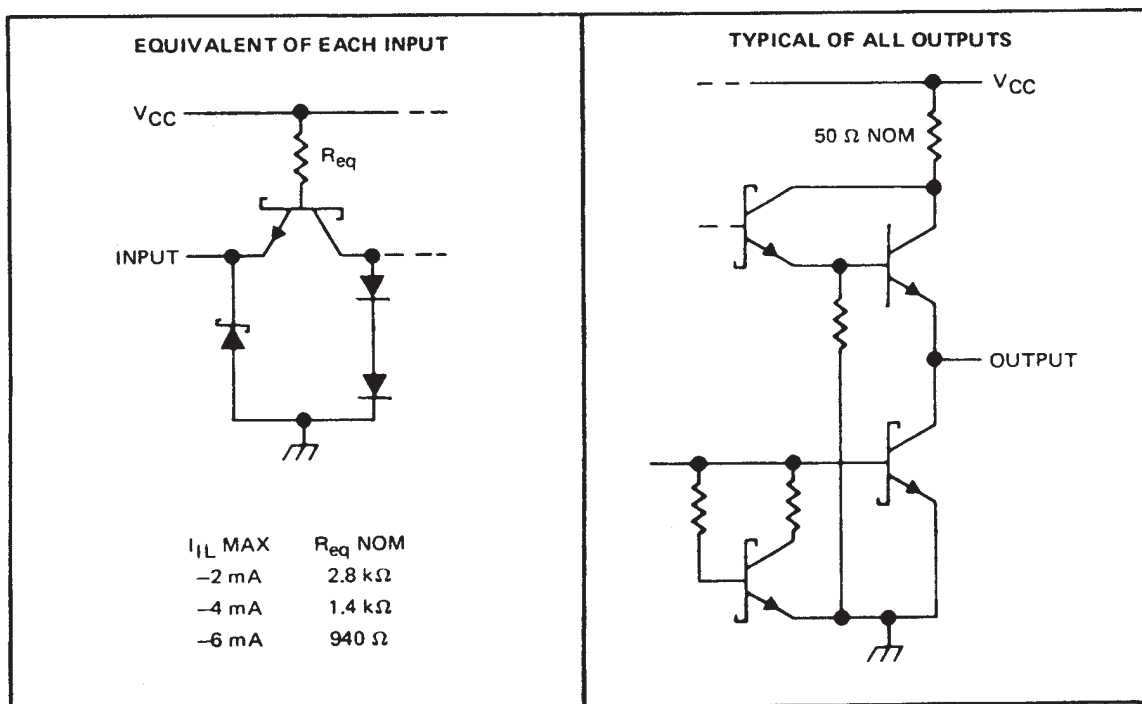 EQUIVALENT OF EACH INPUT
VCC
Req
INPUT
IIL MAX Req NOM
−2 mA 2.8 kΩ
−4 mA 1.4 kΩ
−6 mA 940 Ω
TYPICAL OF ALL OUTPUTS
VCC
50 Ω NOM
OUTPUT